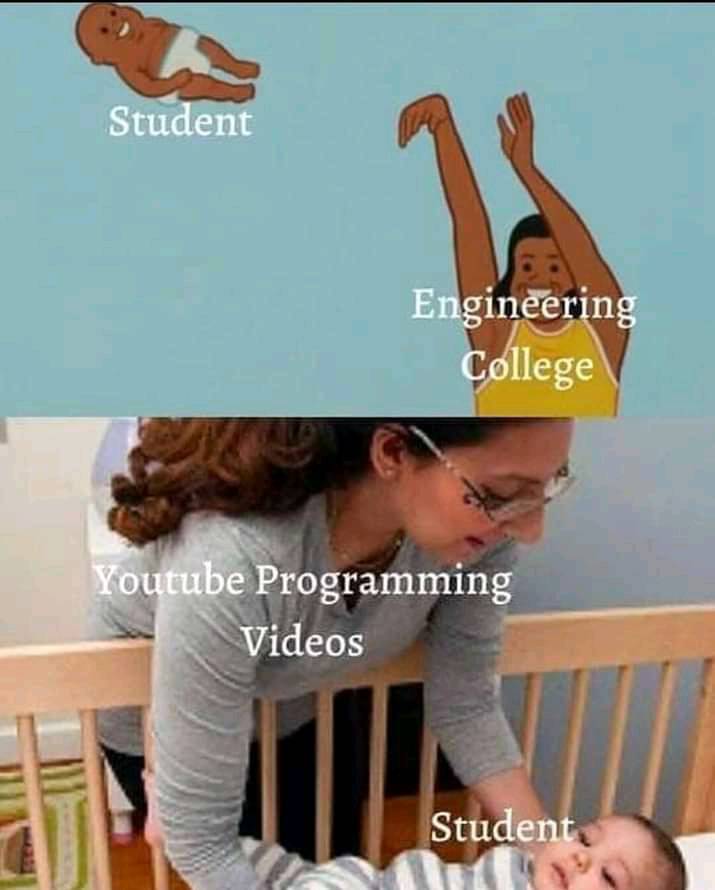 Student
Engineering
College
Youtube Programming
Videos
Student